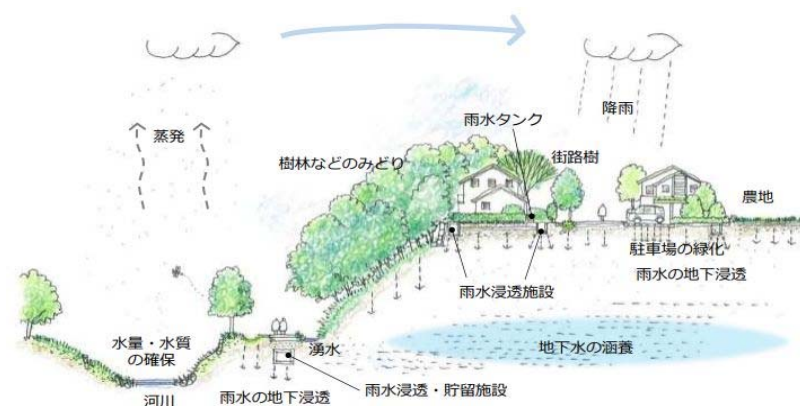 雨水タンク
降雨
蒸発
樹林などのみどり
街路樹
農地
駐車場の緑化
雨水の地下浸透
雨水浸透施設
水量・水質
の確保
湧水
地下水の涵養
雨水浸透・貯留施設
雨水の地下浸透
河川